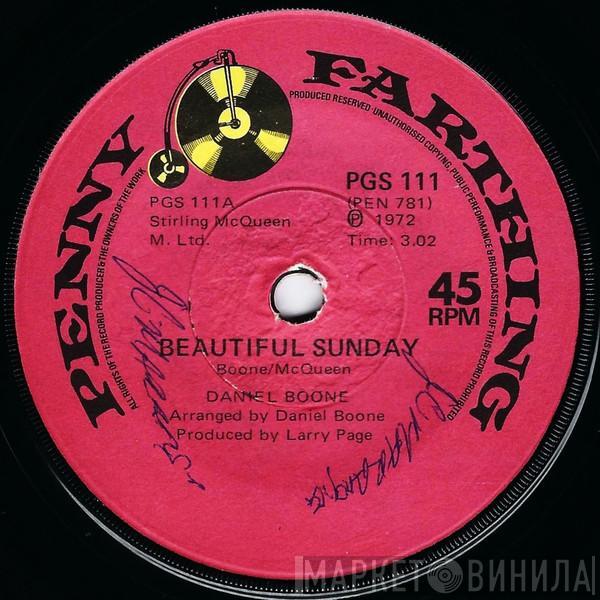 PENNY FARTHING
PRODUCED RESERVED · UNAUTHORISED COPYING, PUBLIC PERFORMANCE & BROADCASTING OF THIS RECORD PROHIBITED
ALL RIGHTS OF THE RECORD PRODUCER & THE OWNERS OF THE WORK
PGS 111A
Stirling McQueen
M. Ltd.
PGS 111
(PEN 781)
Ⓟ 1972
Time: 3.02
45
RPM
BEAUTIFUL SUNDAY
Boone/McQueen
DANIEL BOONE
Arranged by Daniel Boone
Produced by Larry Page
МАРКЕТ ВИНИЛА